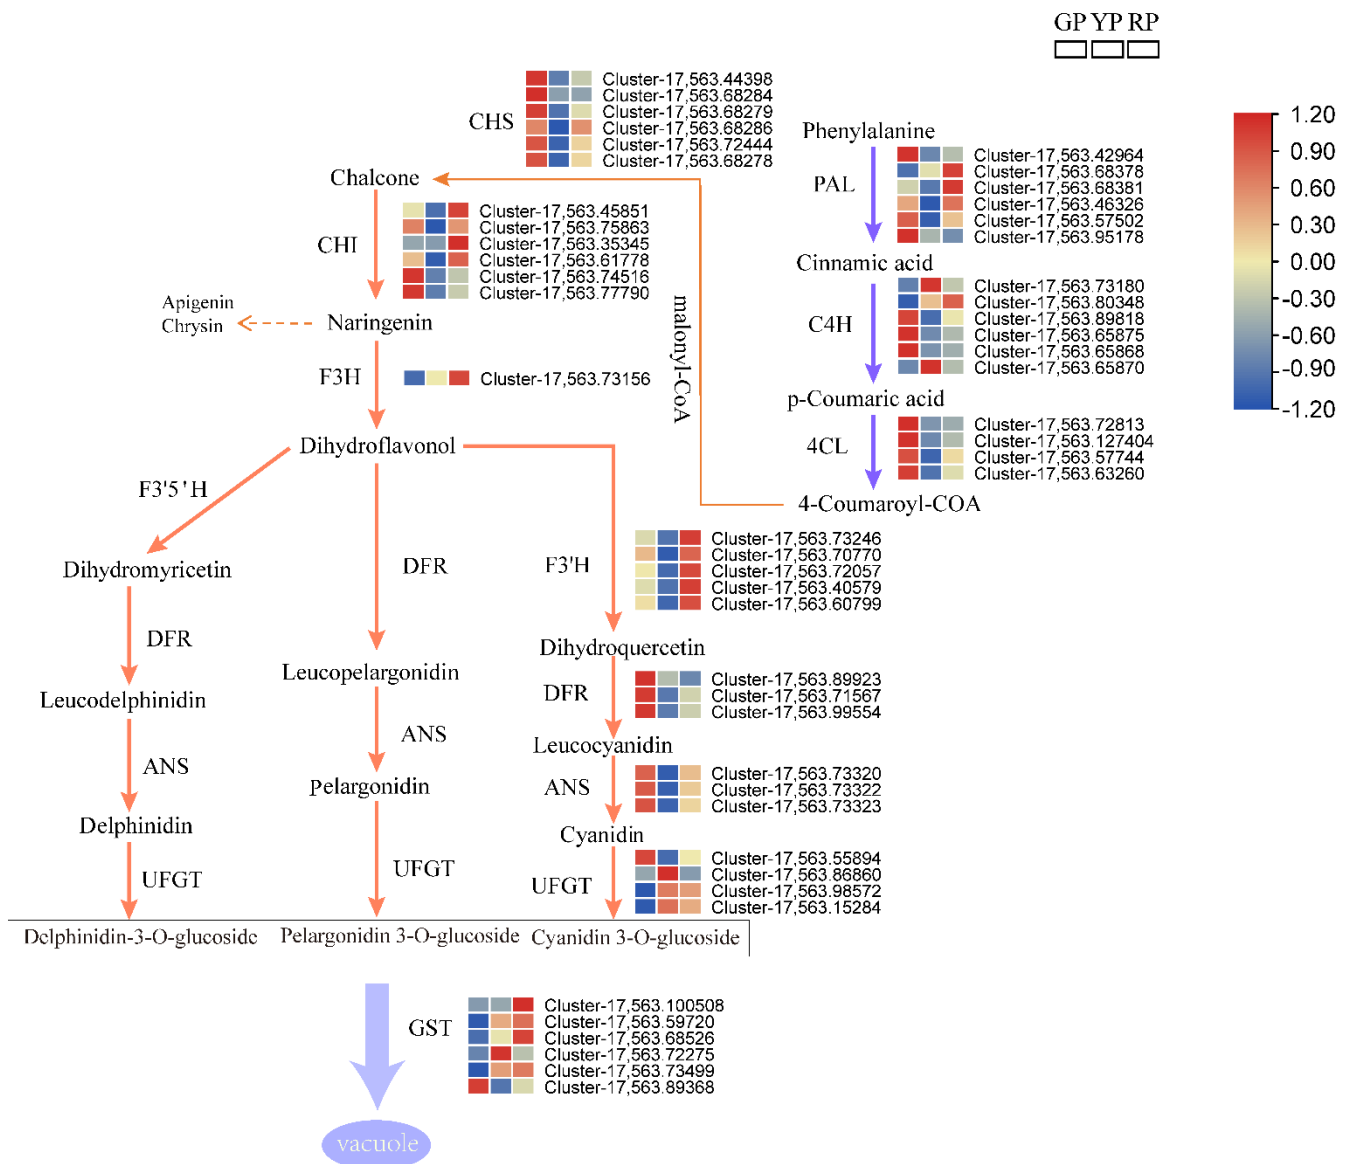 GP YP RP
Cluster-17,563.44398
Cluster-17,563.68284
Cluster-17,563.68279
CHS
Cluster-17,563.68286
Cluster-17,563.72444
Cluster-17,563.68278
Phenylalanine
PAL
Cluster-17,563.42964
Cluster-17,563.68378
Cluster-17,563.68381
Cluster-17,563.46326
Cluster-17,563.57502
Cluster-17,563.95178
1.20
0.90
0.60
0.30
0.00
-0.30
-0.60
-0.90
-1.20
Chalcone
CHI
Cluster-17,563.45851
Cluster-17,563.75863
Cluster-17,563.35345
Cluster-17,563.61778
Cluster-17,563.74516
Cluster-17,563.77790
Cinnamic acid
C4H
Cluster-17,563.73180
Cluster-17,563.80348
Cluster-17,563.89818
Cluster-17,563.65875
Cluster-17,563.65868
Cluster-17,563.65870
Apigenin
Chrysin
Naringenin
malonyl-CoA
F3H
Cluster-17,563.73156
p-Coumaric acid
4CL
Cluster-17,563.72813
Cluster-17,563.127404
Cluster-17,563.57744
Cluster-17,563.63260
Dihydroflavonol
4-Coumaroyl-COA
F3'5'H
DFR
F3'H
Cluster-17,563.73246
Cluster-17,563.70770
Cluster-17,563.72057
Cluster-17,563.40579
Cluster-17,563.60799
Dihydromyricetin
DFR
Leucopelargonidin
Dihydroquercetin
DFR
Cluster-17,563.89923
Cluster-17,563.71567
Cluster-17,563.99554
Leucodelphinidin
ANS
ANS
Leucocyanidin
ANS
Cluster-17,563.73320
Cluster-17,563.73322
Cluster-17,563.73323
Pelargonidin
Delphinidin
Cyanidin
UFGT
UFGT
UFGT
Cluster-17,563.55894
Cluster-17,563.86860
Cluster-17,563.98572
Cluster-17,563.15284
Delphinidin-3-O-glucoside
Pelargonidin 3-O-glucoside
Cyanidin 3-O-glucoside
GST
Cluster-17,563.100508
Cluster-17,563.59720
Cluster-17,563.68526
Cluster-17,563.72275
Cluster-17,563.73499
Cluster-17,563.89368
vacuole